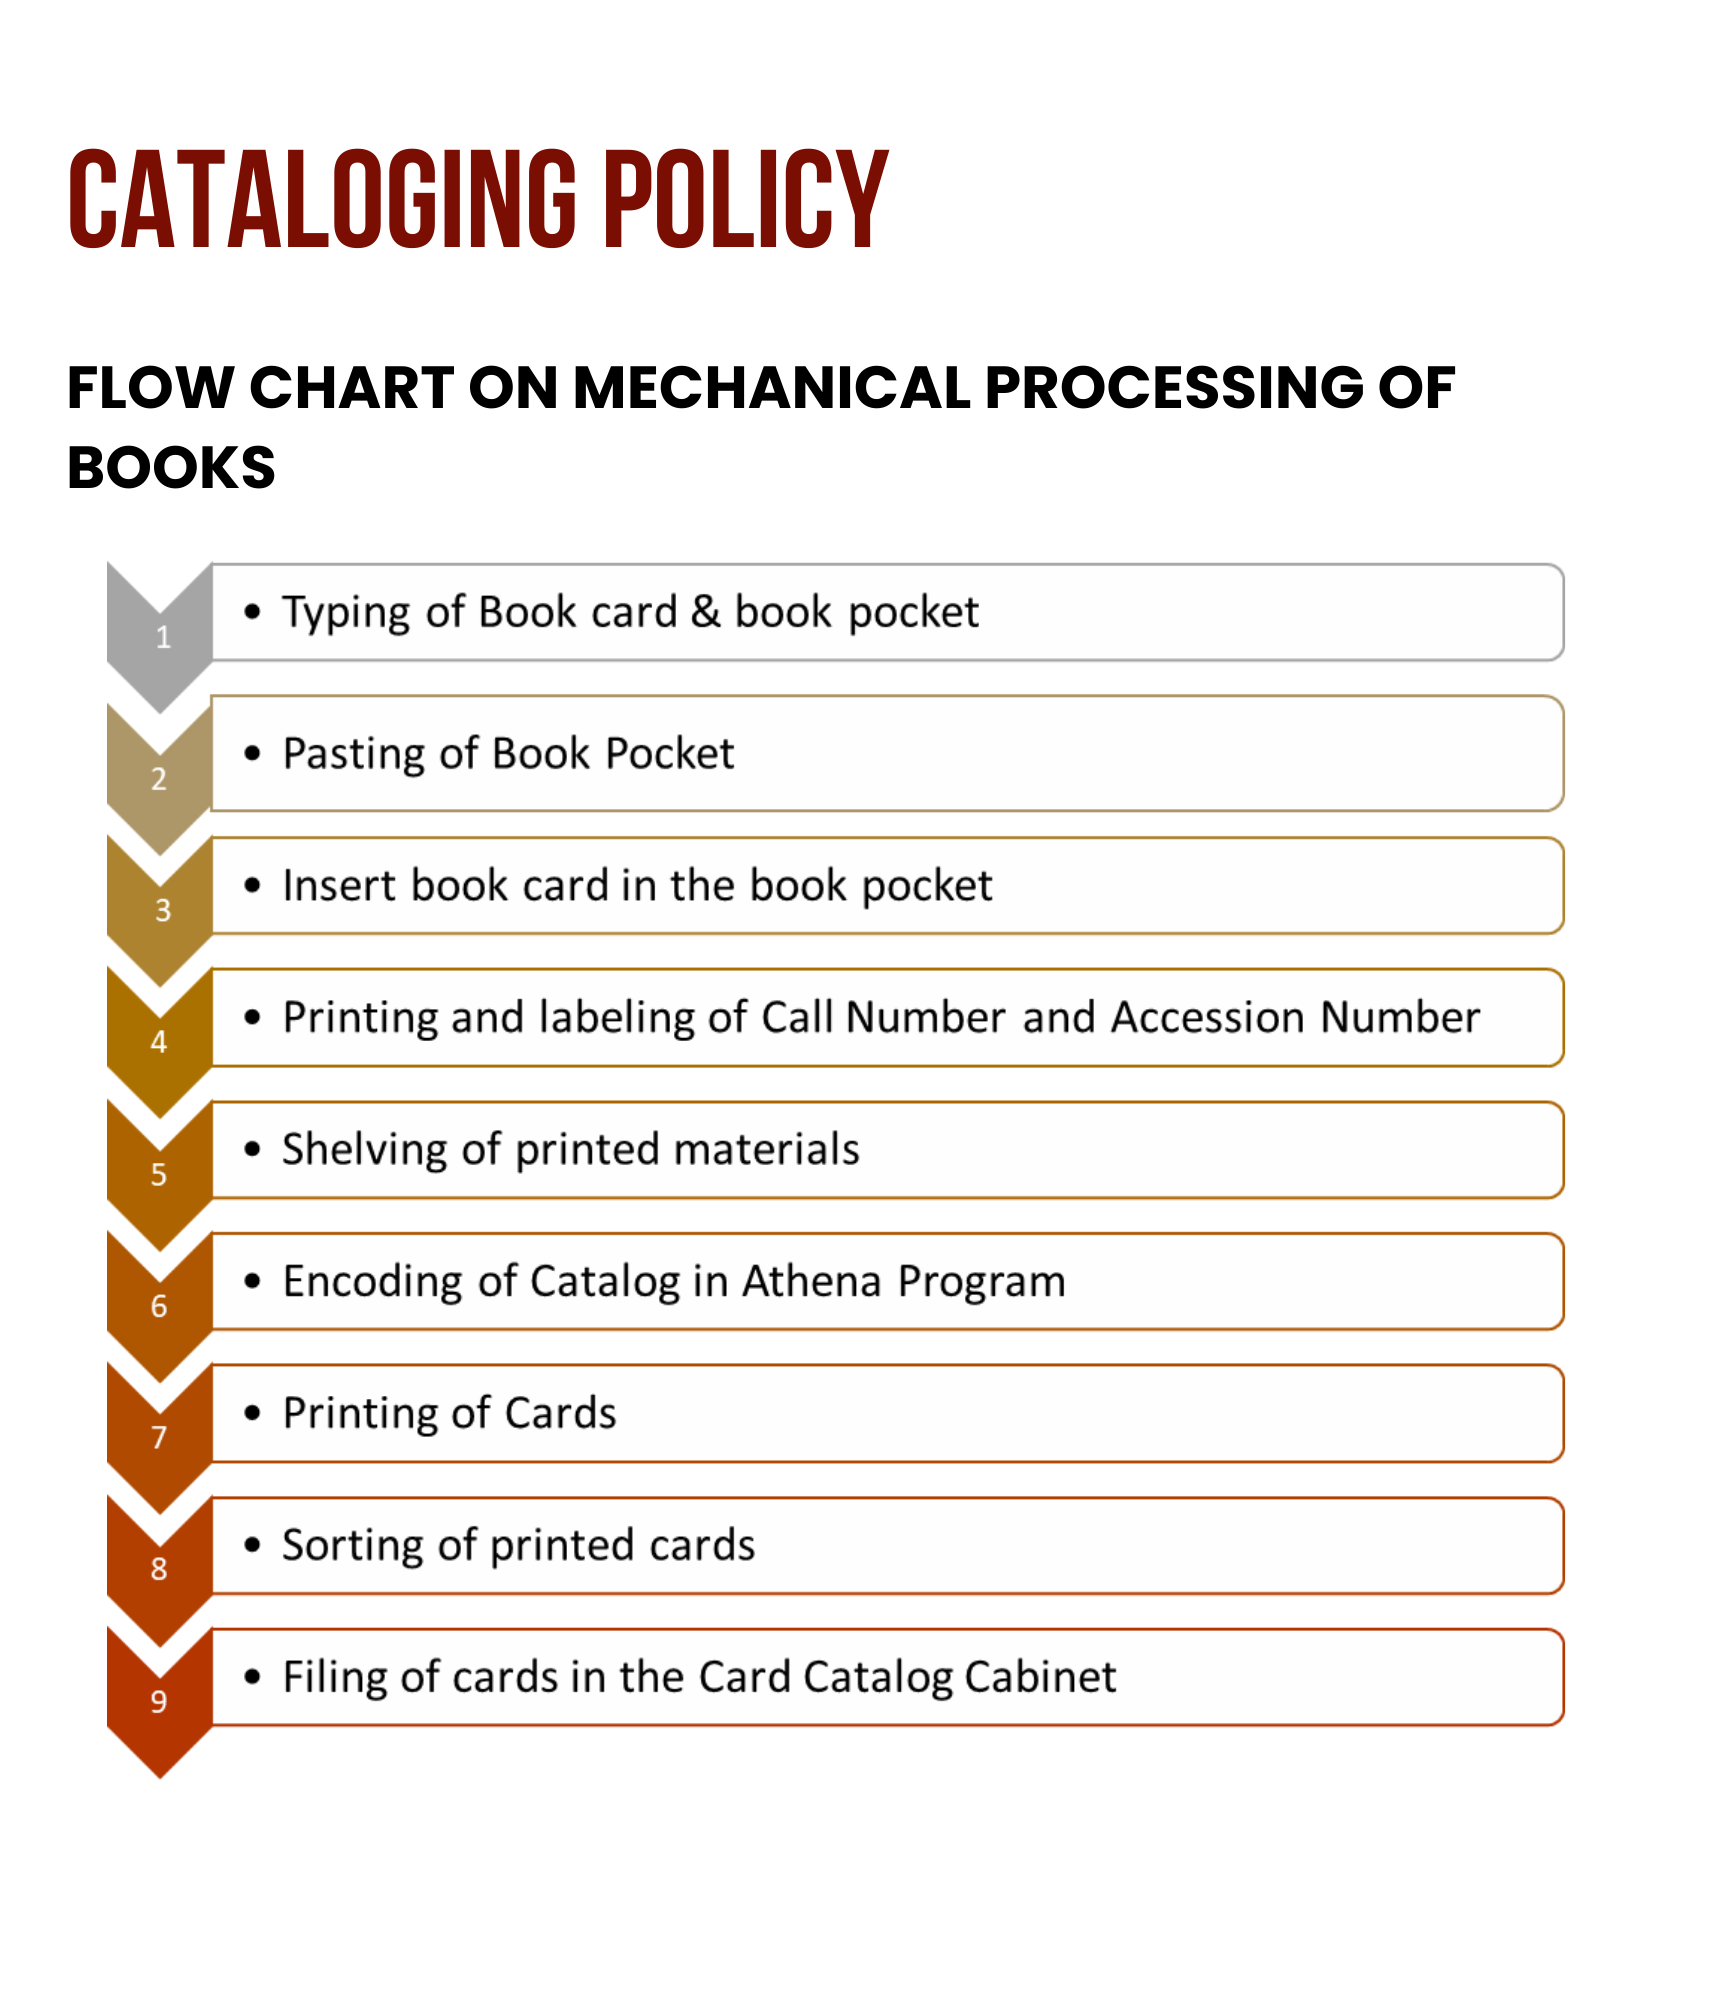 CATALOGING POLICY
FLOW CHART ON MECHANICAL PROCESSING OF
BOOKS
1
• Typing of Book card & book pocket
2
• Pasting of Book Pocket
3
• Insert book card in the book pocket
4
• Printing and labeling of Call Number and Accession Number
5
• Shelving of printed materials
6
• Encoding of Catalog in Athena Program
7
• Printing of Cards
8
• Sorting of printed cards
9
• Filing of cards in the Card Catalog Cabinet